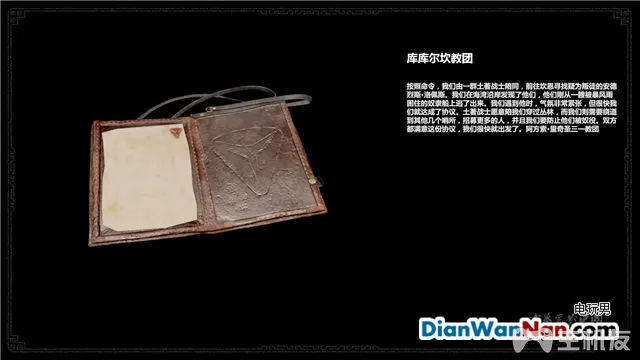 库库尔坎教团
按照命令，我们由一群土著战士陪同，前往坎恩寻找疑为叛徒的安德
烈斯·洛佩斯。我们在海湾沿岸发现了他们，他们刚从一艘被暴风雨
困住的奴隶船上逃了出来。我们遇到他时，气氛非常紧张，但很快我
们就达成了协议。土著战士愿意陪我们穿过丛林，而我们则需要绕道
到其他几个哨所，招募更多的人，并且我们要防止他们被奴役。双方
都满意这份协议，我们很快就出发了。阿方索·里奇圣三一教团
电玩男
DianWanNan.com